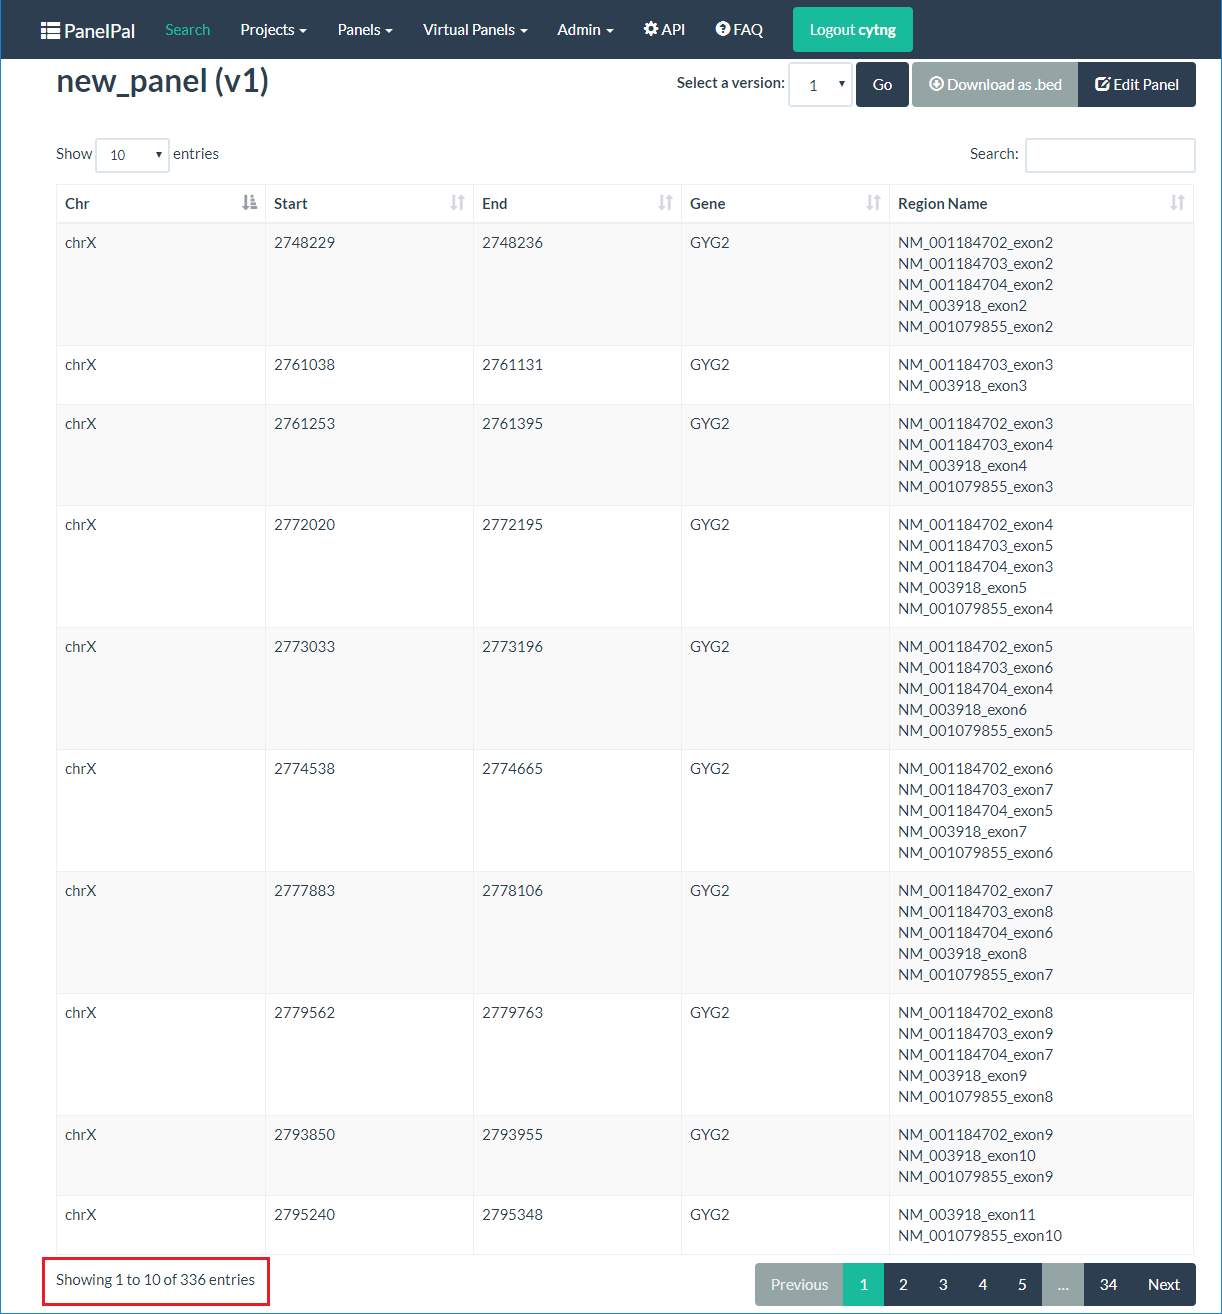 PanelPal Search Projects Panels Virtual Panels Admin API FAQ Logout cytng
new_panel (v1) Select a version: 1 Go Download as .bed Edit Panel
Show 10 entries Search:
Chr Start End Gene Region Name
chrX 2748229 2748236 GYG2 NM_001184702_exon2
NM_001184703_exon2
NM_001184704_exon2
NM_003918_exon2
NM_001079855_exon2
chrX 2761038 2761131 GYG2 NM_001184703_exon3
NM_003918_exon3
chrX 2761253 2761395 GYG2 NM_001184702_exon3
NM_001184703_exon4
NM_003918_exon4
NM_001079855_exon3
chrX 2772020 2772195 GYG2 NM_001184702_exon4
NM_001184703_exon5
NM_001184704_exon3
NM_003918_exon5
NM_001079855_exon4
chrX 2773033 2773196 GYG2 NM_001184702_exon5
NM_001184703_exon6
NM_001184704_exon4
NM_003918_exon6
NM_001079855_exon5
chrX 2774538 2774665 GYG2 NM_001184702_exon6
NM_001184703_exon7
NM_001184704_exon5
NM_003918_exon7
NM_001079855_exon6
chrX 2777883 2778106 GYG2 NM_001184702_exon7
NM_001184703_exon8
NM_001184704_exon6
NM_003918_exon8
NM_001079855_exon7
chrX 2779562 2779763 GYG2 NM_001184702_exon8
NM_001184703_exon9
NM_001184704_exon7
NM_003918_exon9
NM_001079855_exon8
chrX 2793850 2793955 GYG2 NM_001184702_exon9
NM_003918_exon10
NM_001079855_exon9
chrX 2795240 2795348 GYG2 NM_003918_exon11
NM_001079855_exon10
Showing 1 to 10 of 336 entries Previous 1 2 3 4 5 ... 34 Next